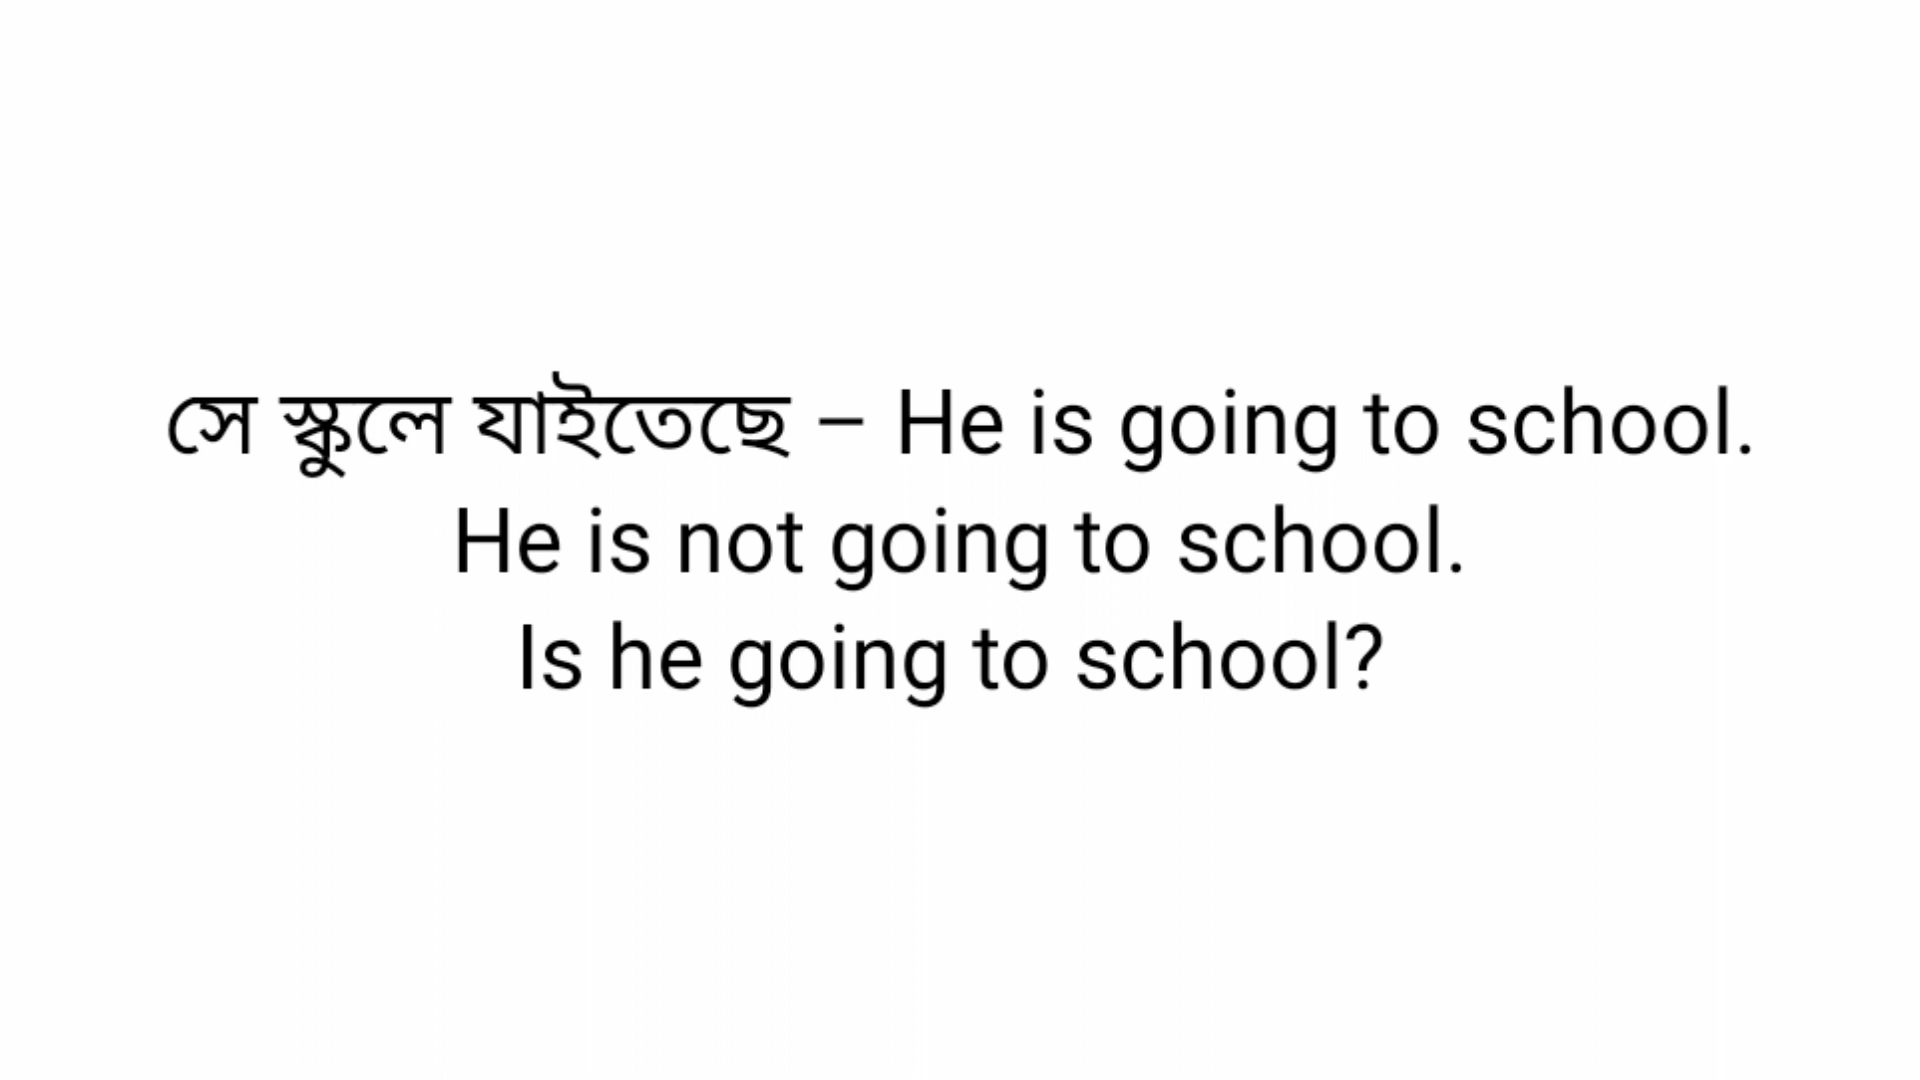 সে স্কুলে যাইতেছে – He is going to school.
He is not going to school.
Is he going to school?